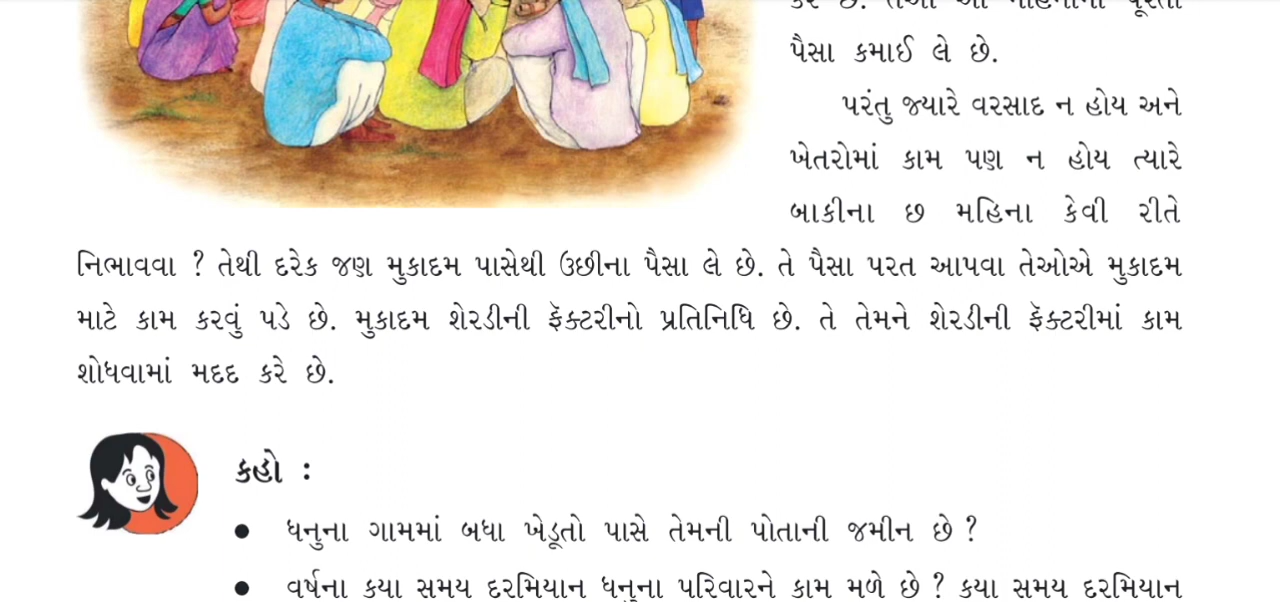 પૈસા કમાઈ લે છે.
પરંતુ જ્યારે વરસાદ ન હોય અને
ખેતરોમાં કામ પણ ન હોય ત્યારે
બાકીના છ મહિના કેવી રીતે
નિભાવવા ? તેથી દરેક જણ મુકાદમ પાસેથી ઉછીના પૈસા લે છે. તે પૈસા પરત આપવા તેઓએ મુકાદમ
માટે કામ કરવું પડે છે. મુકાદમ શેરડીની ફૅક્ટરીનો પ્રતિનિધિ છે. તે તેમને શેરડીની ફૅક્ટરીમાં કામ
શોધવામાં મદદ કરે છે.
કહો :
• ધનુના ગામમાં બધા ખેડૂતો પાસે તેમની પોતાની જમીન છે ?
• વર્ષના કયા સમય દરમિયાન ધનુના પરિવારને કામ મળે છે ? કયા સમય દરમિયાન